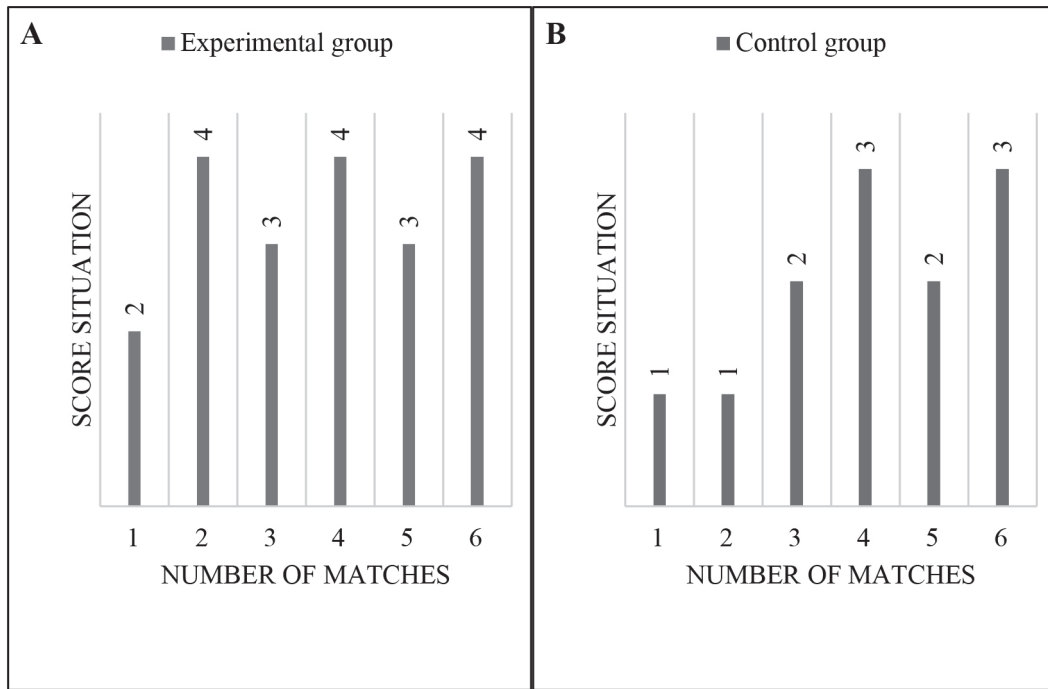 A
Experimental group
SCORE SITUATION
2
4
3
4
3
4
1 2 3 4 5 6
NUMBER OF MATCHES
B
Control group
SCORE SITUATION
1
1
2
3
2
3
1 2 3 4 5 6
NUMBER OF MATCHES